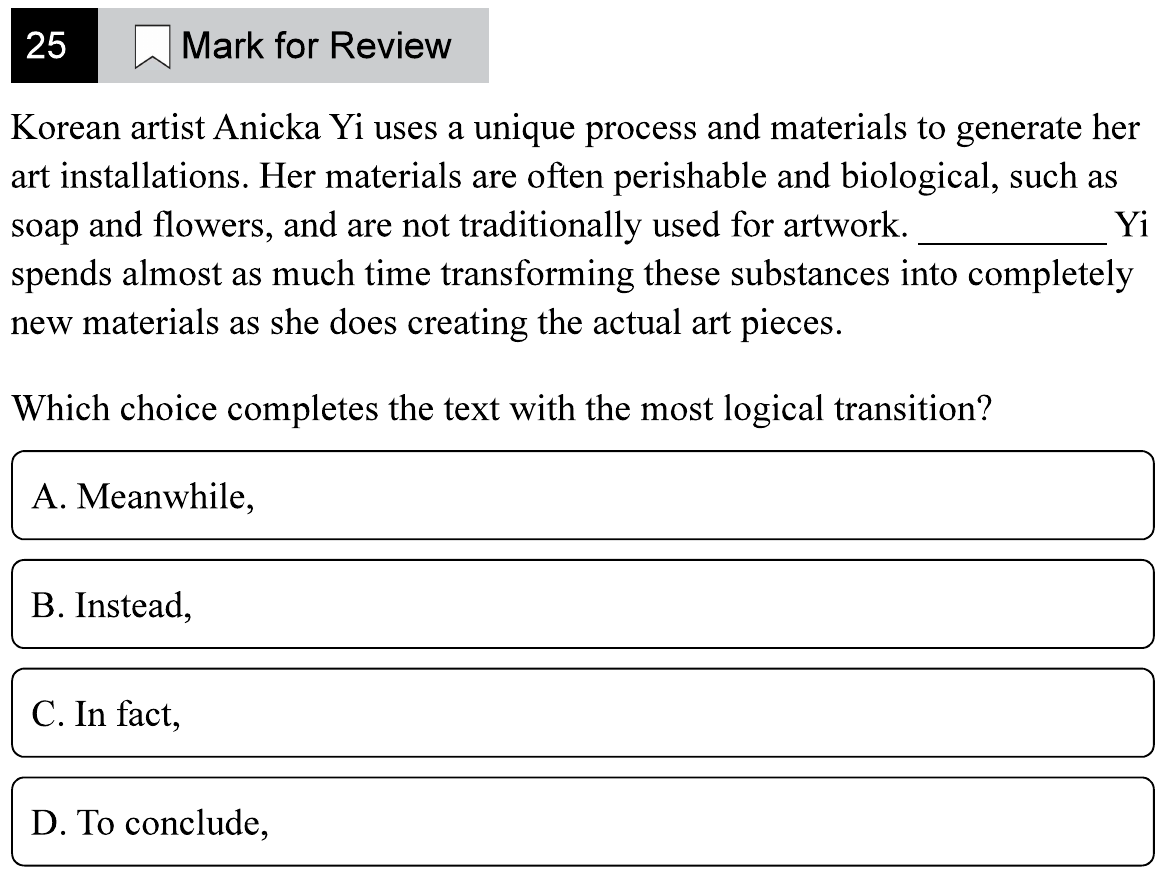 25 Mark for Review
Korean artist Anicka Yi uses a unique process and materials to generate her
art installations. Her materials are often perishable and biological, such as
soap and flowers, and are not traditionally used for artwork. __________ Yi
spends almost as much time transforming these substances into completely
new materials as she does creating the actual art pieces.
Which choice completes the text with the most logical transition?
A. Meanwhile,
B. Instead,
C. In fact,
D. To conclude,